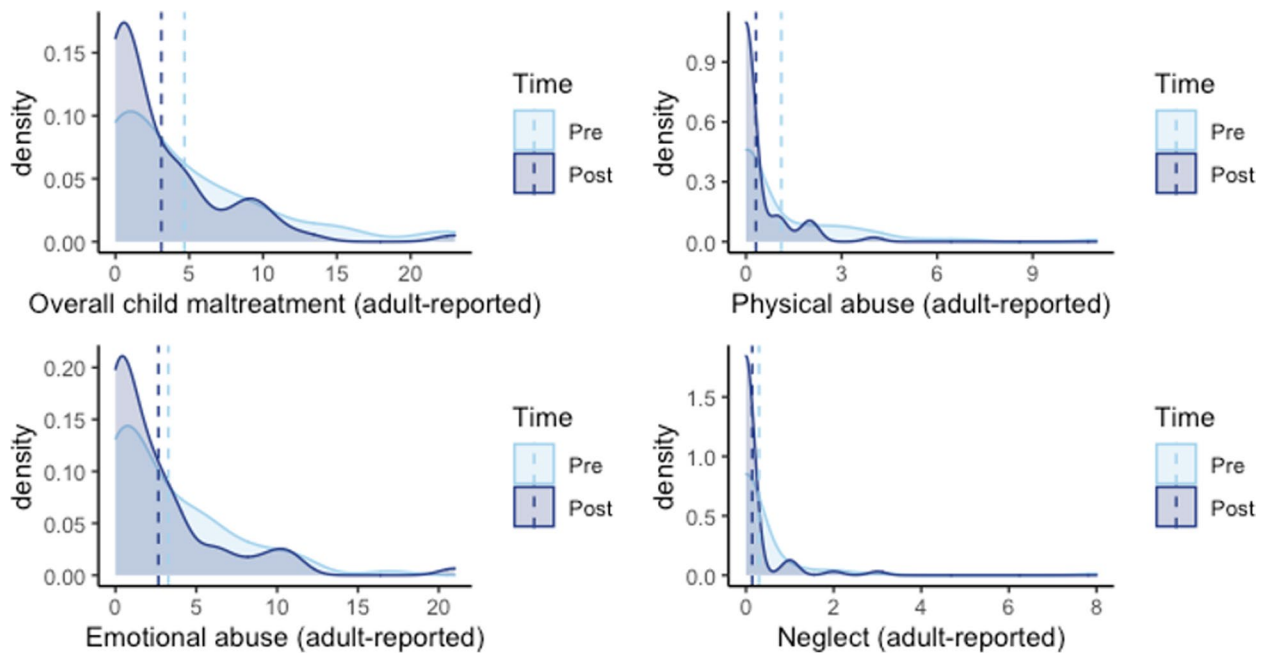 density
0.15
0.10
0.05
0.00
0 5 10 15 20
Overall child maltreatment (adult-reported)
Time
Pre
Post
density
0.9
0.6
0.3
0.0
0 3 6 9
Physical abuse (adult-reported)
Time
Pre
Post
density
0.20
0.15
0.10
0.05
0.00
0 5 10 15 20
Emotional abuse (adult-reported)
Time
Pre
Post
density
1.5
1.0
0.5
0.0
0 2 4 6 8
Neglect (adult-reported)
Time
Pre
Post